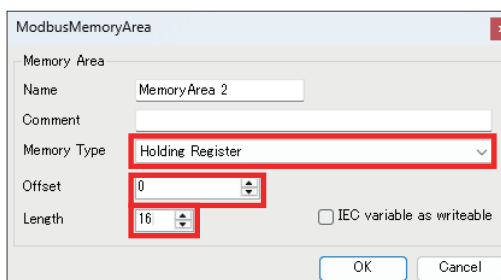 ModbusMemoryArea
Memory Area
Name MemoryArea 2
Comment
Memory Type Holding Register
Offset 0
Length 16 IEC variable as writeable
OK Cancel